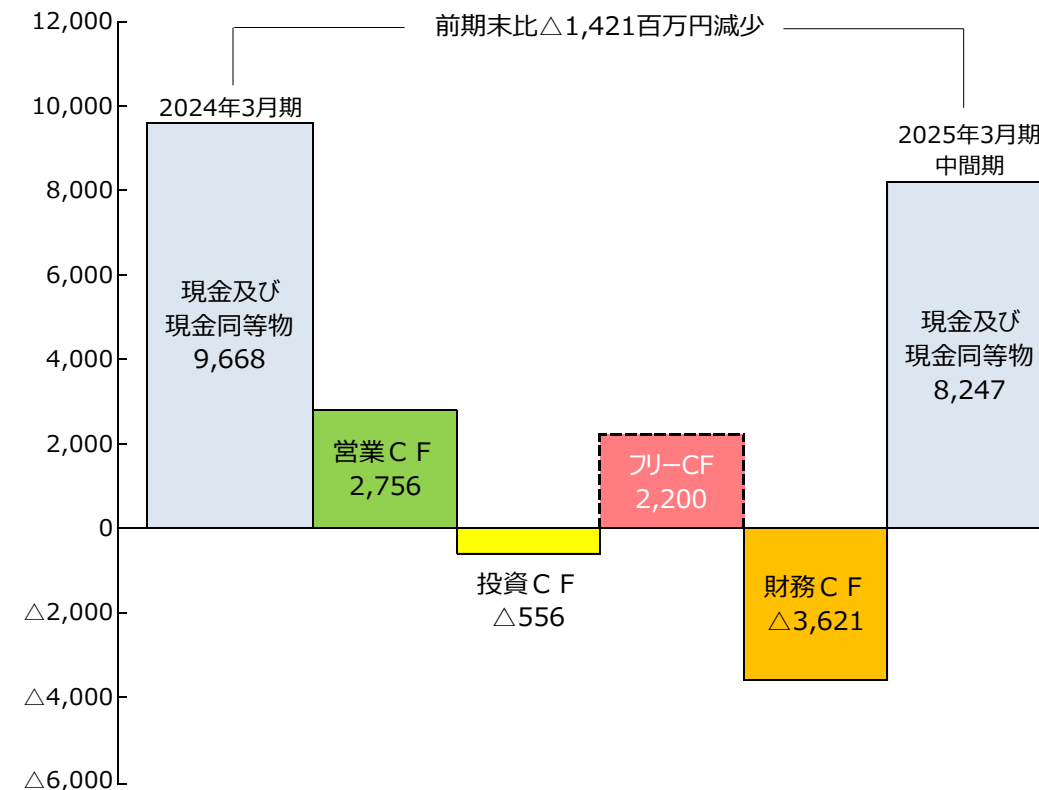 前期末比△1,421百万円減少
12,000
10,000
8,000
6,000
4,000
2,000
0
△2,000
△4,000
△6,000
2024年3月期
現金及び
現金同等物
9,668
営業ＣＦ
2,756
投資ＣＦ
△556
フリーCF
2,200
財務ＣＦ
△3,621
2025年3月期
中間期
現金及び
現金同等物
8,247